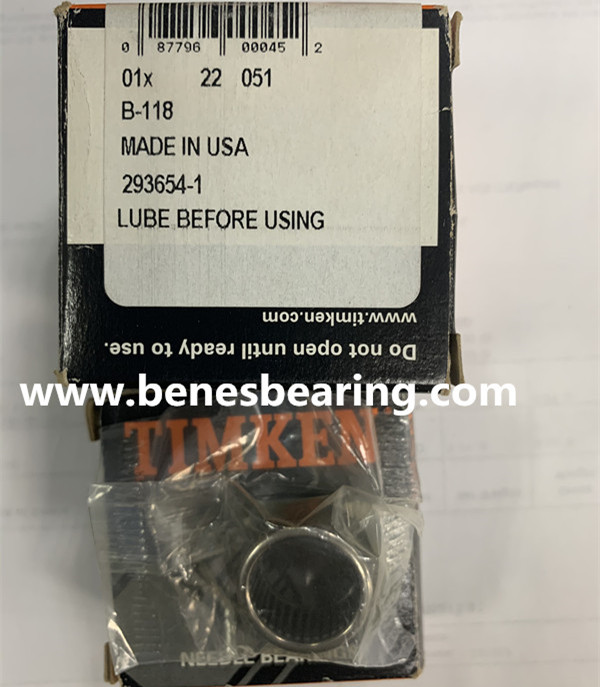 0 87796 00045 2
01x 22 051
B-118
MADE IN USA
293654-1
LUBE BEFORE USING
www.timken.com
Do not open until ready to use.
www.benesbearing.com
TIMKEN
NEEDLE